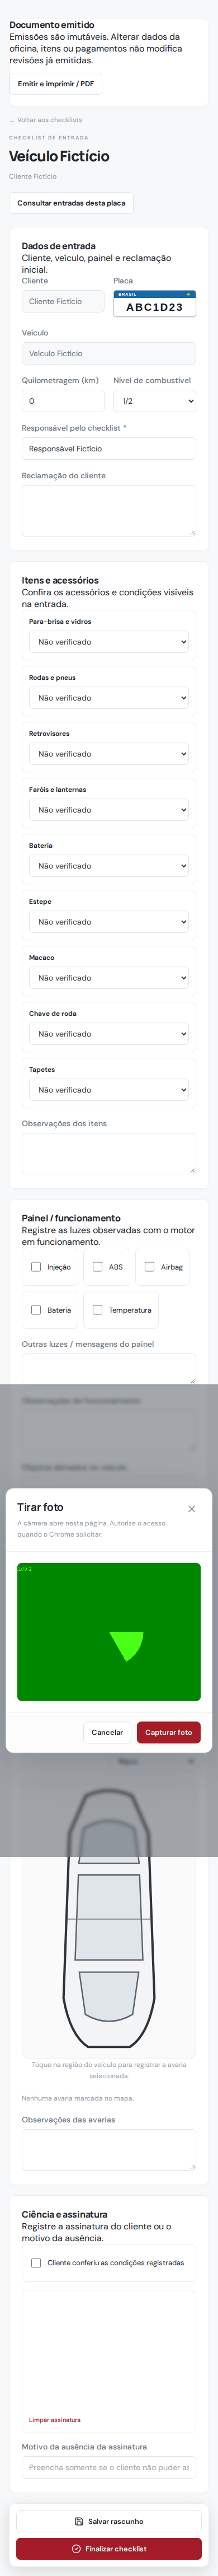 Documento emitido
Emissões são imutáveis. Alterar dados da
oficina, itens ou pagamentos não modifica
revisões já emitidas.
Emitir e imprimir / PDF
← Voltar aos checklists
CHECKLIST DE ENTRADA
Veículo Fictício
Cliente Fictício
Consultar entradas desta placa
Dados de entrada
Cliente, veículo, painel e reclamação
inicial.
Cliente
Placa
Cliente Fictício
BRASIL
ABC1D23
Veículo
Veículo Fictício
Quilometragem (km)
Nível de combustível
0
1/2
Responsável pelo checklist *
Responsável Fictício
Reclamação do cliente
Itens e acessórios
Confira os acessórios e condições visíveis
na entrada.
Para-brisa e vidros
Não verificado
Rodas e pneus
Não verificado
Retrovisores
Não verificado
Faróis e lanternas
Não verificado
Bateria
Não verificado
Estepe
Não verificado
Macaco
Não verificado
Chave de roda
Não verificado
Tapetes
Não verificado
Observações dos itens
Painel / funcionamento
Registre as luzes observadas com o motor
em funcionamento.
Injeção
ABS
Airbag
Bateria
Temperatura
Outras luzes / mensagens do painel
Observações de funcionamento
Objetos deixados no veículo
Tirar foto
A câmera abre nesta página. Autorize o acesso
quando o Chrome solicitar.
Cancelar
Capturar foto
Toque na região do veículo para registrar a avaria
selecionada.
Nenhuma avaria marcada no mapa.
Observações das avarias
Ciência e assinatura
Registre a assinatura do cliente ou o
motivo da ausência.
Cliente conferiu as condições registradas
Limpar assinatura
Motivo da ausência da assinatura
Preencha somente se o cliente não puder as
Salvar rascunho
Finalizar checklist